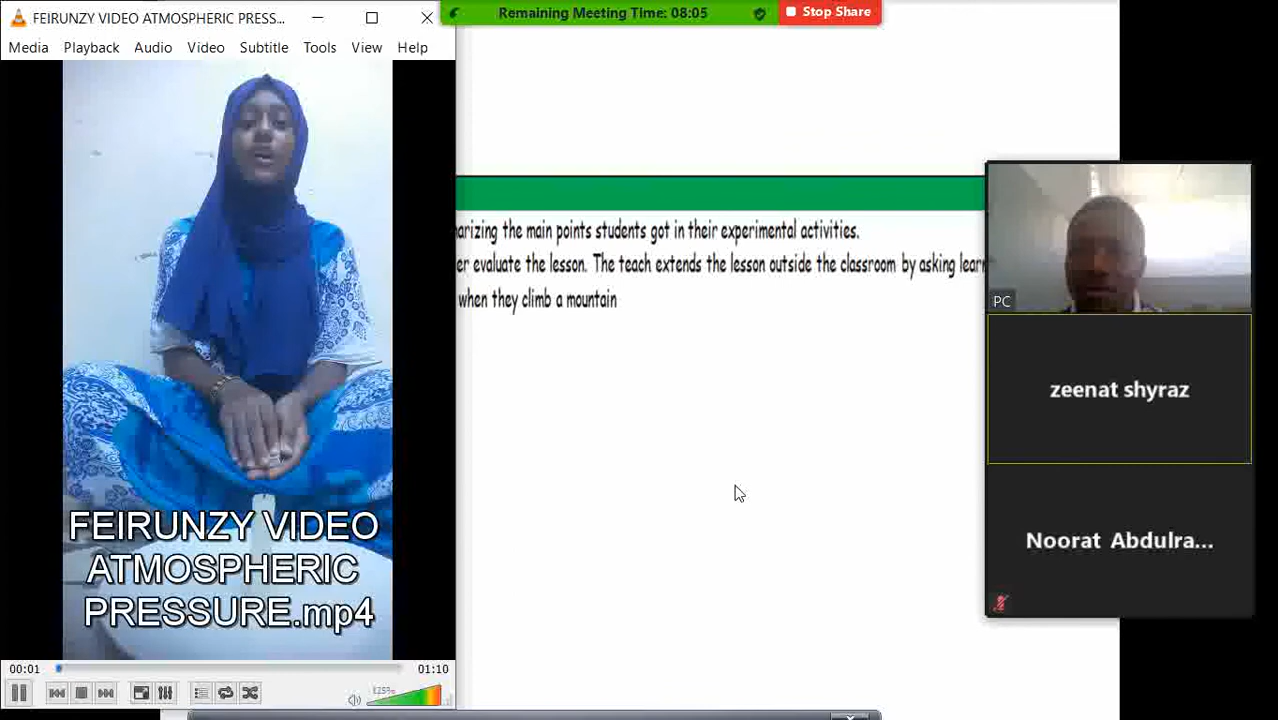 FEIRUNZY VIDEO ATMOSPHERIC PRESS...
Remaining Meeting Time: 08:05
Stop Share
Media Playback Audio Video Subtitle Tools View Help
the main points students got in their experimental activities.
evaluate the lesson. The teach extends the lesson outside the classroom by asking
when they climb a mountain
PC
zeenat shyraz
Noorat Abdulra...
FEIRUNZY VIDEO
ATMOSPHERIC
PRESSURE.mp4
00:01
01:10